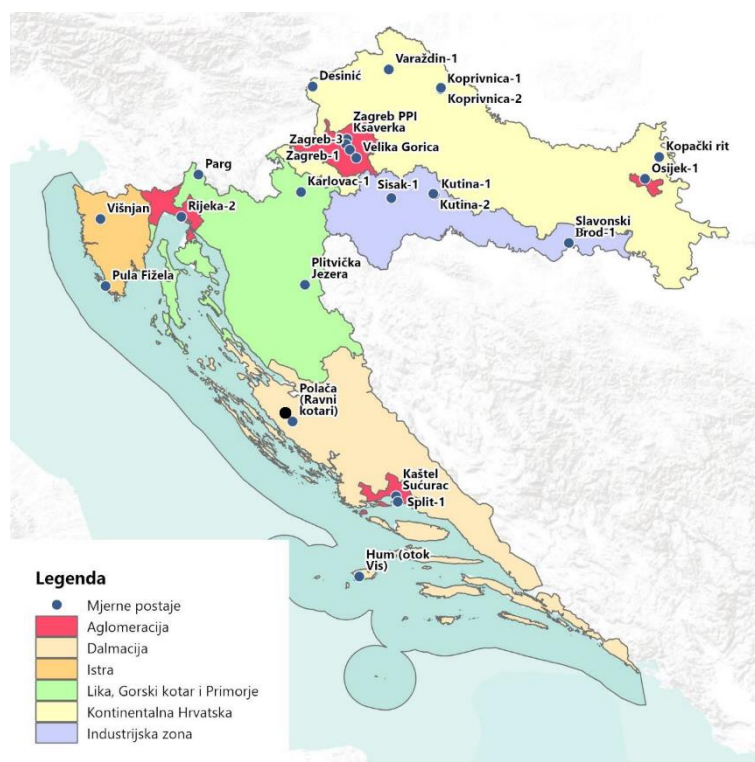 Varaždin-1
Desinić
Koprivnica-1
Koprivnica-2
Zagreb PPI
Ksaverka
Zagreb-3
Zagreb-1
Velika Gorica
Kopački rit
Osijek-1
Parg
Karlovac-1
Sisak-1
Kutina-1
Kutina-2
Višnjan
Rijeka-2
Slavonski
Brod-1
Plitvička
Jezera
Pula Fižela
Polača
(Ravni
kotari)
Kaštel
Sućurac
Split-1
Hum (otok
Vis)
Legenda
Mjerne postaje
Aglomeracija
Dalmacija
Istra
Lika, Gorski kotar i Primorje
Kontinentalna Hrvatska
Industrijska zona